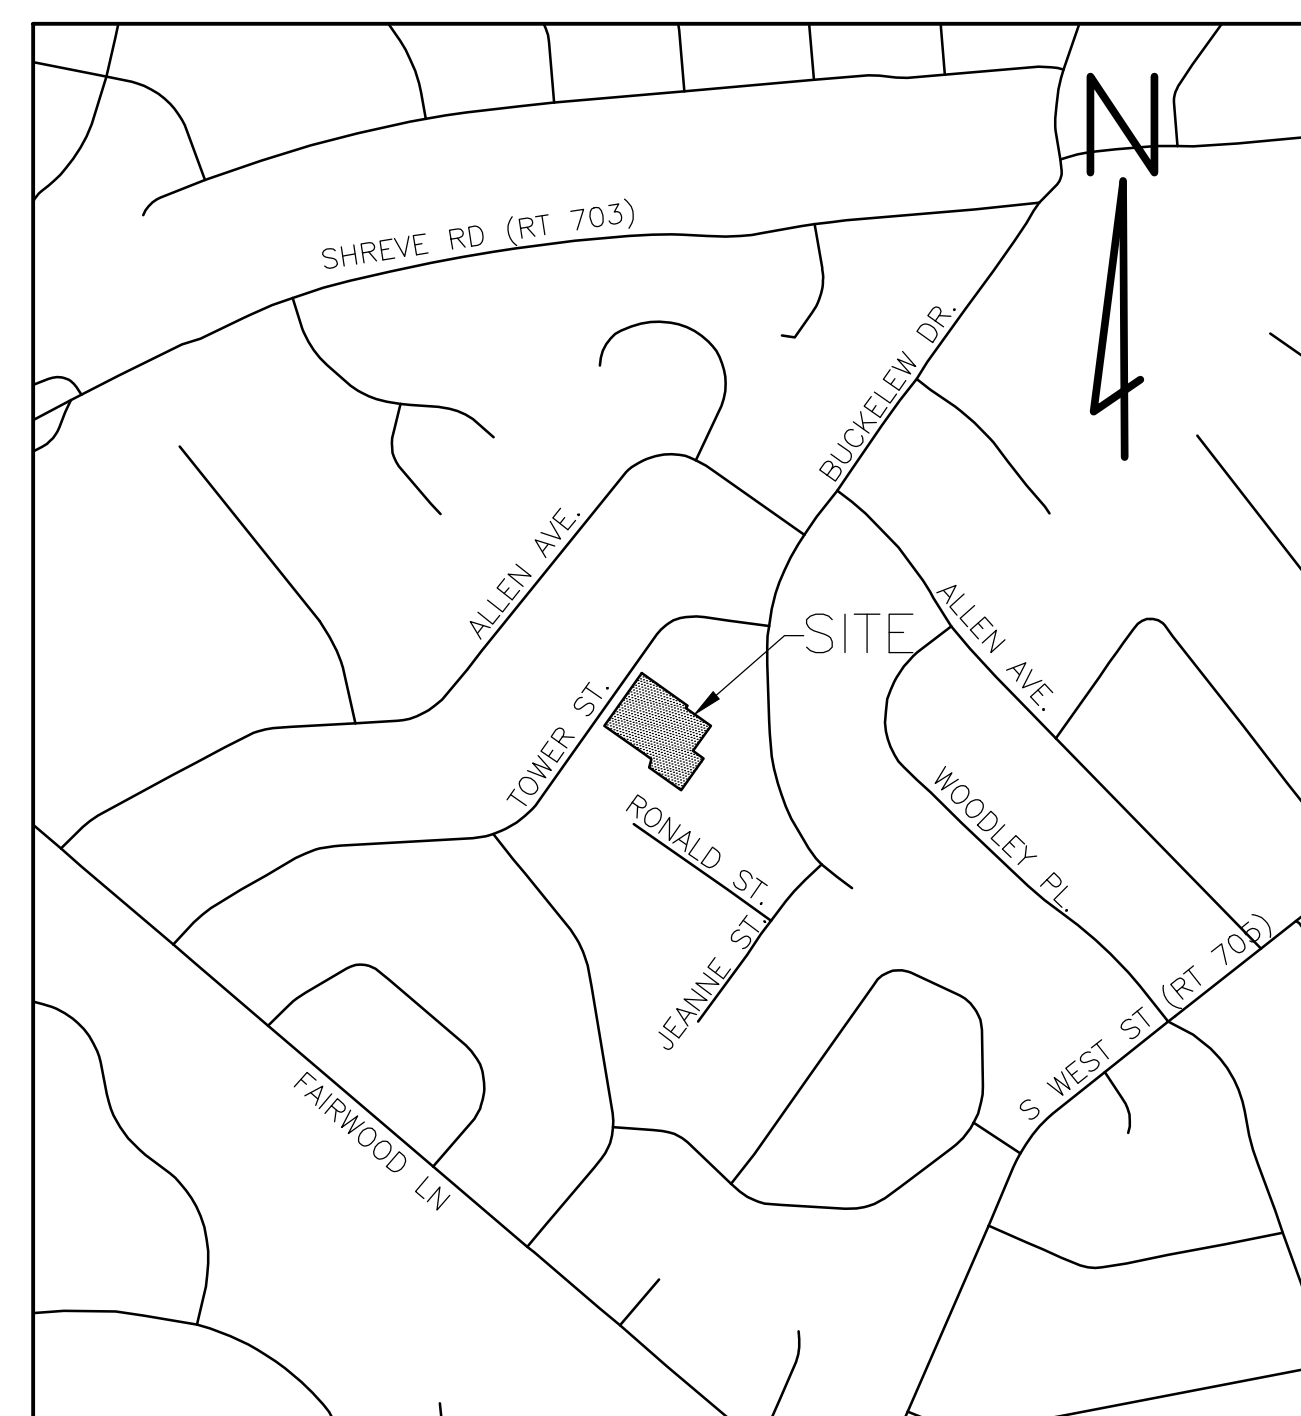 N
SHREVE RD (RT 703)
BUCKELEW DR.
ALLEN AVE.
ALLEN AVE.
SITE
TOWER ST.
WOODLEY PL.
RONALD ST.
JEANNE ST.
S WEST ST (RT 705)
FAIRWOOD LN